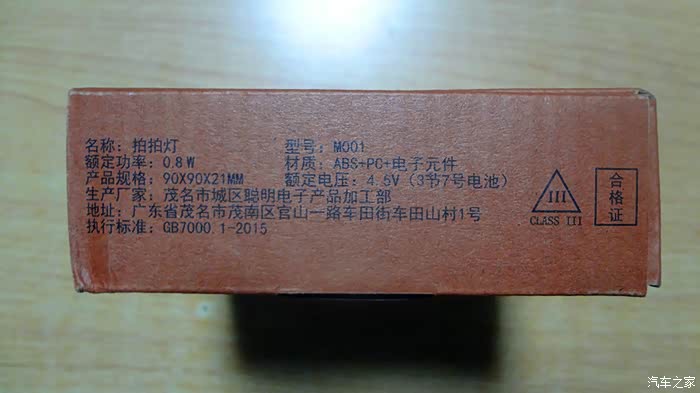 名称：拍拍灯 型号：M001
额定功率：0.8W 材质：ABS+PC+电子元件
产品规格：90X90X21MM 额定电压：4.5V（3节7号电池）
生产厂家：茂名市城区聪明电子产品加工部
地址：广东省茂名市茂南区官山一路车田街车田山村1号
执行标准：GB7000.1-2015
III
CLASS III
合格证
汽车之家